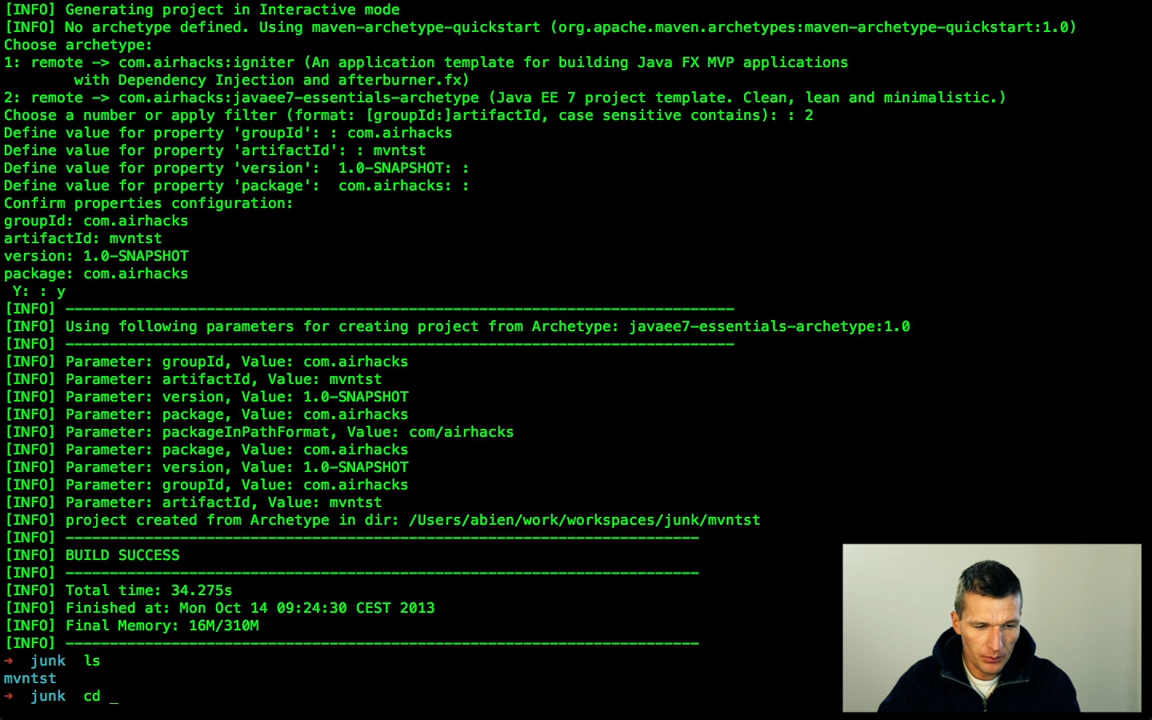 [INFO] Generating project in Interactive mode
[INFO] No archetype defined. Using maven-archetype-quickstart (org.apache.maven.archetypes:maven-archetype-quickstart:1.0)
Choose archetype:
1: remote -> com.airhacks:igniter (An application template for building Java FX MVP applications
        with Dependency Injection and afterburner.fx)
2: remote -> com.airhacks:javaee7-essentials-archetype (Java EE 7 project template. Clean, lean and minimalistic.)
Choose a number or apply filter (format: [groupId:]artifactId, case sensitive contains): : 2
Define value for property 'groupId': : com.airhacks
Define value for property 'artifactId': : mvntst
Define value for property 'version':  1.0-SNAPSHOT: :
Define value for property 'package':  com.airhacks: :
Confirm properties configuration:
groupId: com.airhacks
artifactId: mvntst
version: 1.0-SNAPSHOT
package: com.airhacks
 Y: : y
[INFO] ----------------------------------------------------------------------------
[INFO] Using following parameters for creating project from Archetype: javaee7-essentials-archetype:1.0
[INFO] ----------------------------------------------------------------------------
[INFO] Parameter: groupId, Value: com.airhacks
[INFO] Parameter: artifactId, Value: mvntst
[INFO] Parameter: version, Value: 1.0-SNAPSHOT
[INFO] Parameter: package, Value: com.airhacks
[INFO] Parameter: packageInPathFormat, Value: com/airhacks
[INFO] Parameter: package, Value: com.airhacks
[INFO] Parameter: version, Value: 1.0-SNAPSHOT
[INFO] Parameter: groupId, Value: com.airhacks
[INFO] Parameter: artifactId, Value: mvntst
[INFO] project created from Archetype in dir: /Users/abien/work/workspaces/junk/mvntst
[INFO] ------------------------------------------------------------------------
[INFO] BUILD SUCCESS
[INFO] ------------------------------------------------------------------------
[INFO] Total time: 34.275s
[INFO] Finished at: Mon Oct 14 09:24:30 CEST 2013
[INFO] Final Memory: 16M/310M
[INFO] ------------------------------------------------------------------------
➜  junk  ls
mvntst
➜  junk  cd _